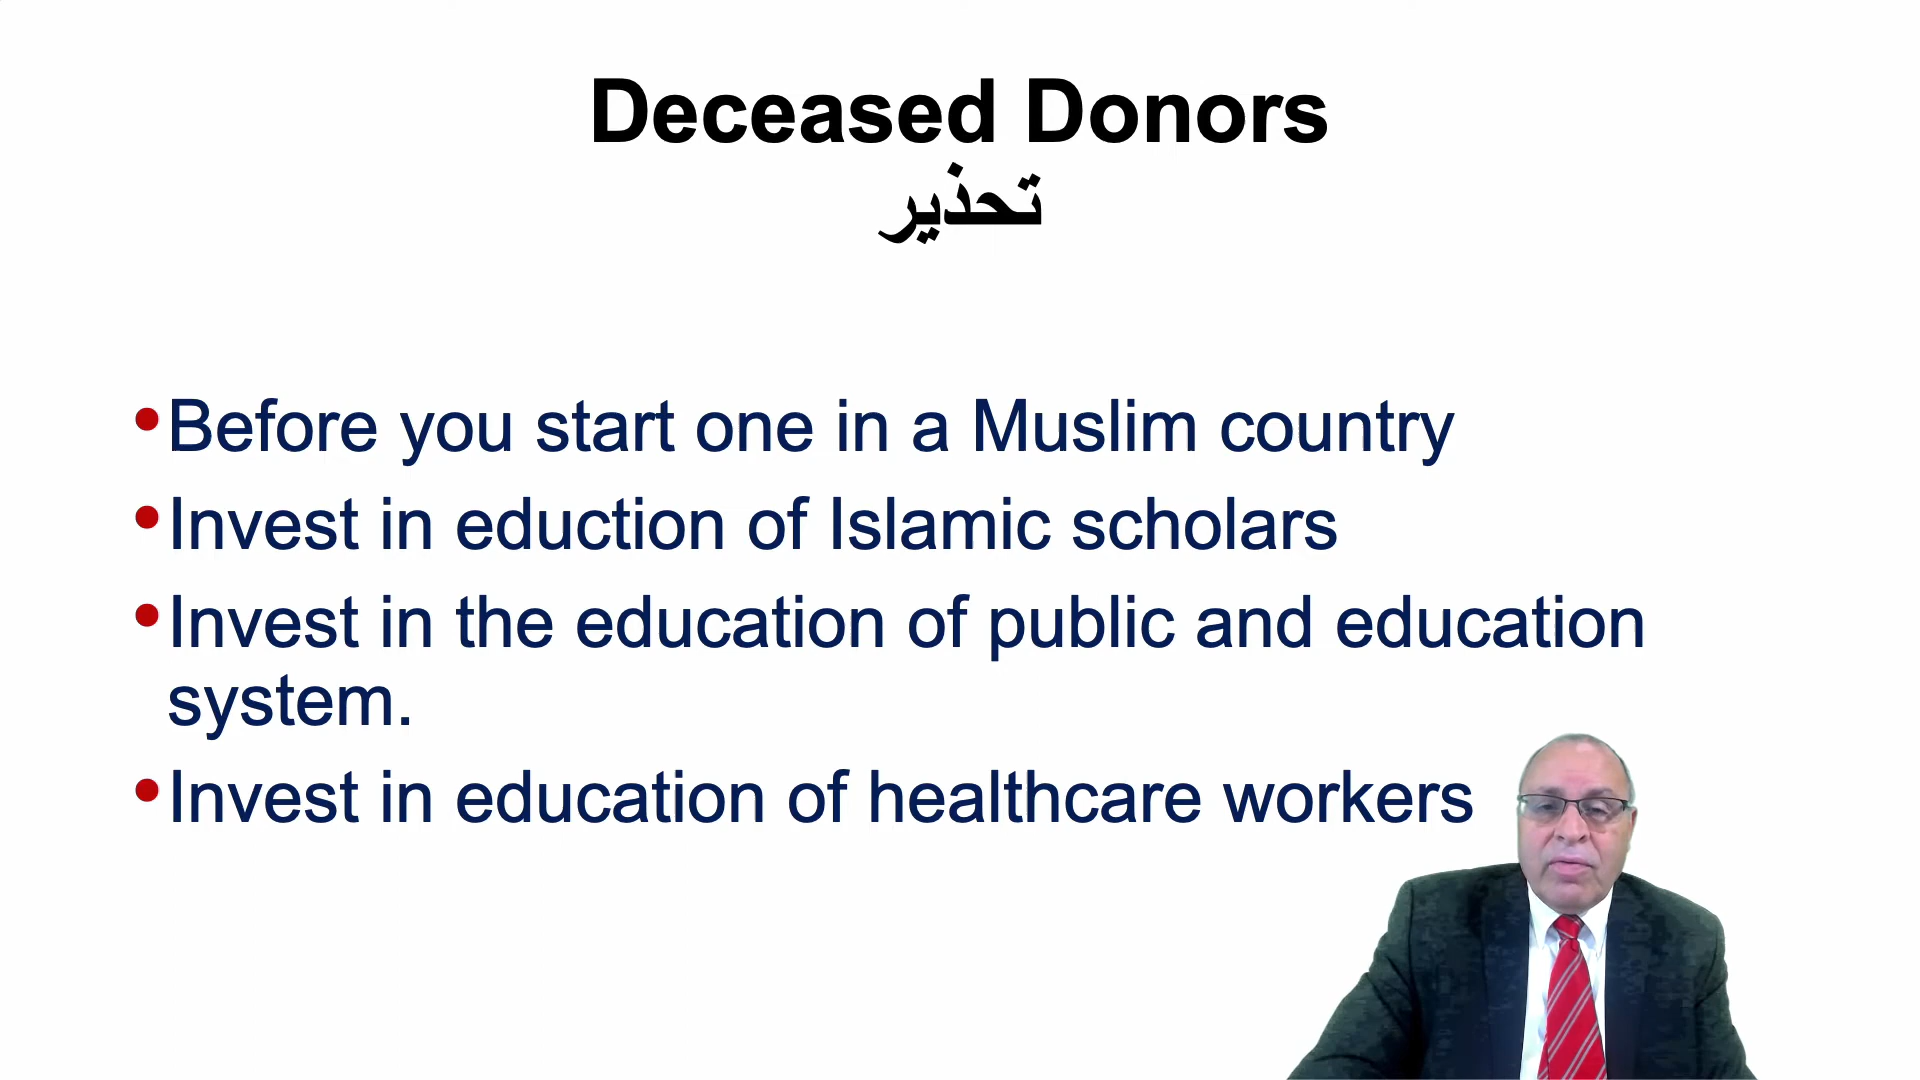 Deceased Donors
تحذير
•Before you start one in a Muslim country
•Invest in eduction of Islamic scholars
•Invest in the education of public and education
system.
•Invest in education of healthcare workers